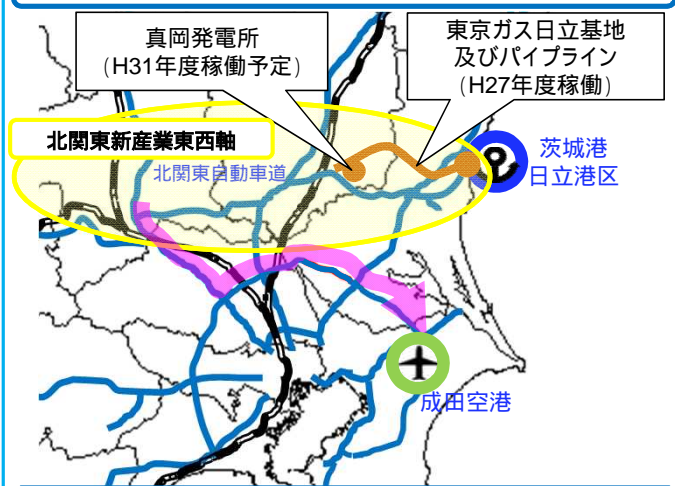 真岡発電所
(H31年度稼働予定)
東京ガス日立基地
及びパイプライン
(H27年度稼働)
北関東新産業東西軸
北関東自動車道
茨城港
日立港区
成田空港